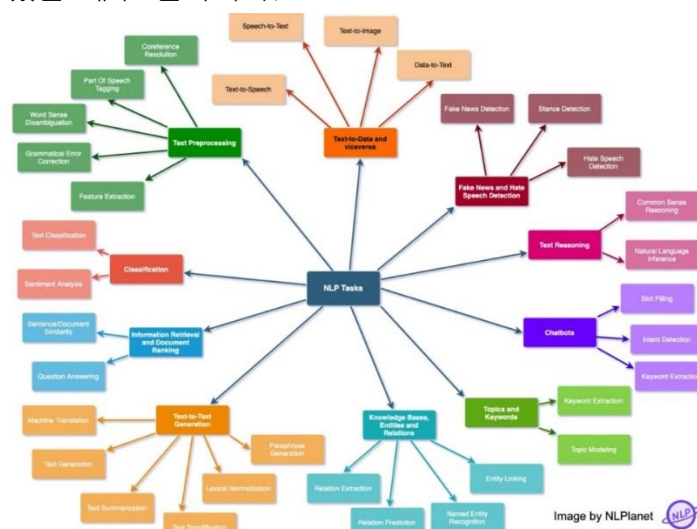 Speech-to-Text
Text-to-Image
Data-to-Text
Text-to-Speech
Text-to-Data and
viceversa
Coreference
Resolution
Part Of Speech
Tagging
Word Sense
Disambiguation
Grammatical Error
Correction
Feature Extraction
Text Preprocessing
Fake News Detection
Stance Detection
Hate Speech
Detection
Fake News and Hate
Speech Detection
Common Sense
Reasoning
Natural Language
Inference
Text Reasoning
Text Classification
Sentiment Analysis
Classification
NLP Tasks
Slot Filling
Intent Detection
Keyword Extraction
Chatbots
Sentence/Document
Similarity
Question Answering
Information Retrieval
and Document
Ranking
Machine Translation
Text Generation
Text Summarization
Text Simplification
Lexical Normalization
Paraphrase
Generation
Text-to-Text
Generation
Knowledge Bases,
Entities and
Relations
Relation Extraction
Relation Prediction
Named Entity
Recognition
Entity Linking
Topics and
Keywords
Keyword Extraction
Topic Modeling
Image by NLPlanet
NLP